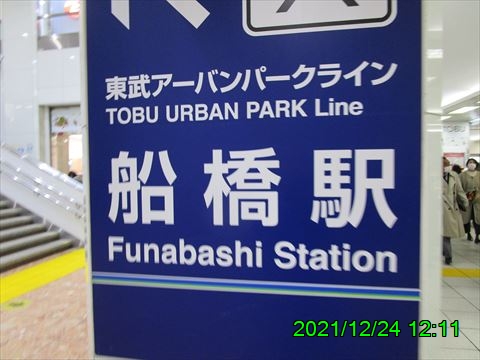 東武アーバンパークライン
TOBU URBAN PARK Line
船橋駅
Funabashi Station
TOBU
2021/12/24 12:11